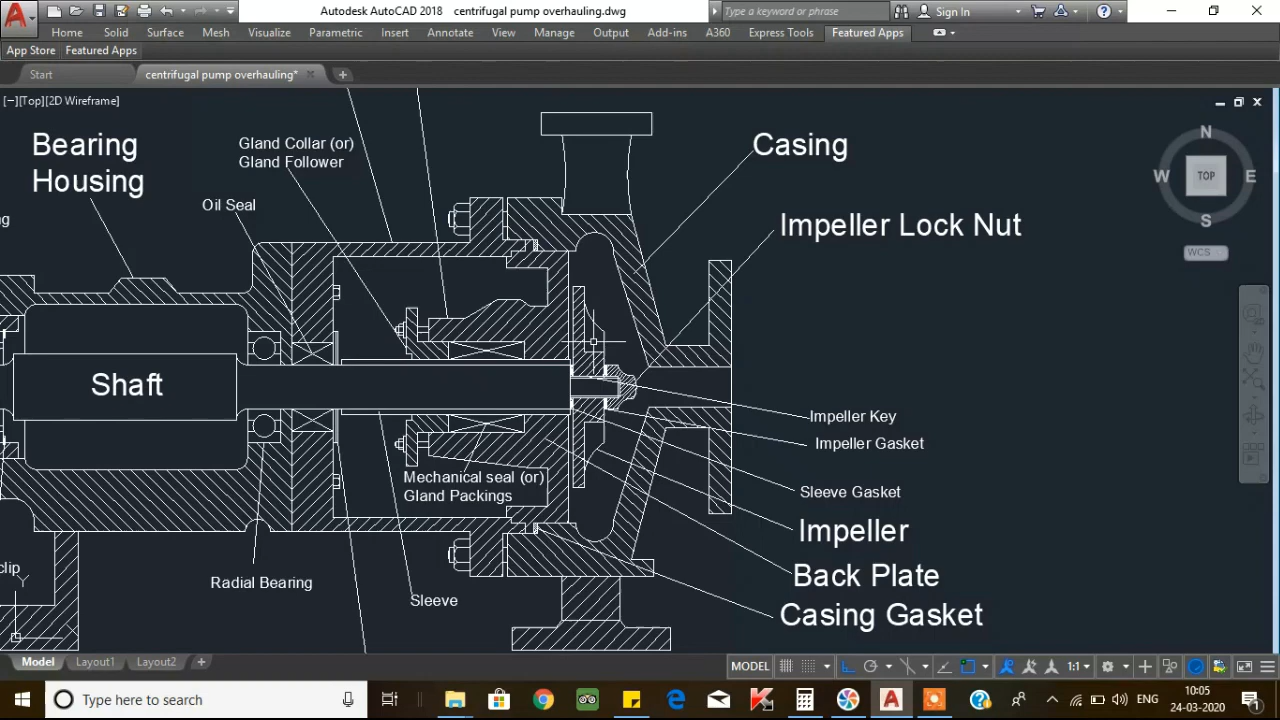 Autodesk AutoCAD 2018 centrifugal pump overhauling.dwg
Type a keyword or phrase
Sign In
Home Solid Surface Mesh Visualize Parametric Insert Annotate View Manage Output Add-ins A360 Express Tools Featured Apps
App Store Featured Apps
Start
centrifugal pump overhauling*
[−][Top][2D Wireframe]
Bearing
Housing
Gland Collar (or)
Gland Follower
Oil Seal
Casing
Impeller Lock Nut
N
W TOP E
S
WCS
Shaft
Impeller Key
Impeller Gasket
Mechanical seal (or)
Gland Packings
Sleeve Gasket
Impeller
Back Plate
Casing Gasket
clip
Y
Radial Bearing
Sleeve
Model Layout1 Layout2
MODEL
1:1
Type here to search
ENG
10:05
24-03-2020